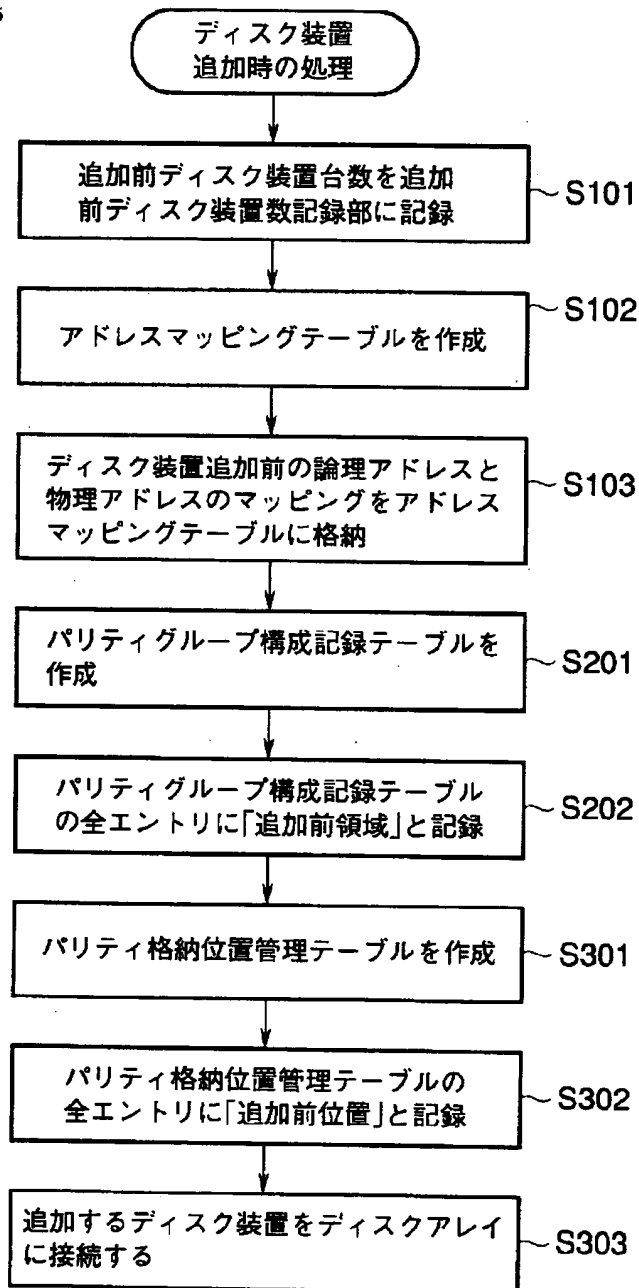 ディスク装置
追加時の処理
追加前ディスク装置台数を追加
前ディスク装置数記録部に記録
S101
アドレスマッピングテーブルを作成
S102
ディスク装置追加前の論理アドレスと
物理アドレスのマッピングをアドレス
マッピングテーブルに格納
S103
パリティグループ構成記録テーブルを
作成
S201
パリティグループ構成記録テーブル
の全エントリに「追加前領域」と記録
S202
パリティ格納位置管理テーブルを作成
S301
パリティ格納位置管理テーブルの
全エントリに「追加前位置」と記録
S302
追加するディスク装置をディスクアレイ
に接続する
S303